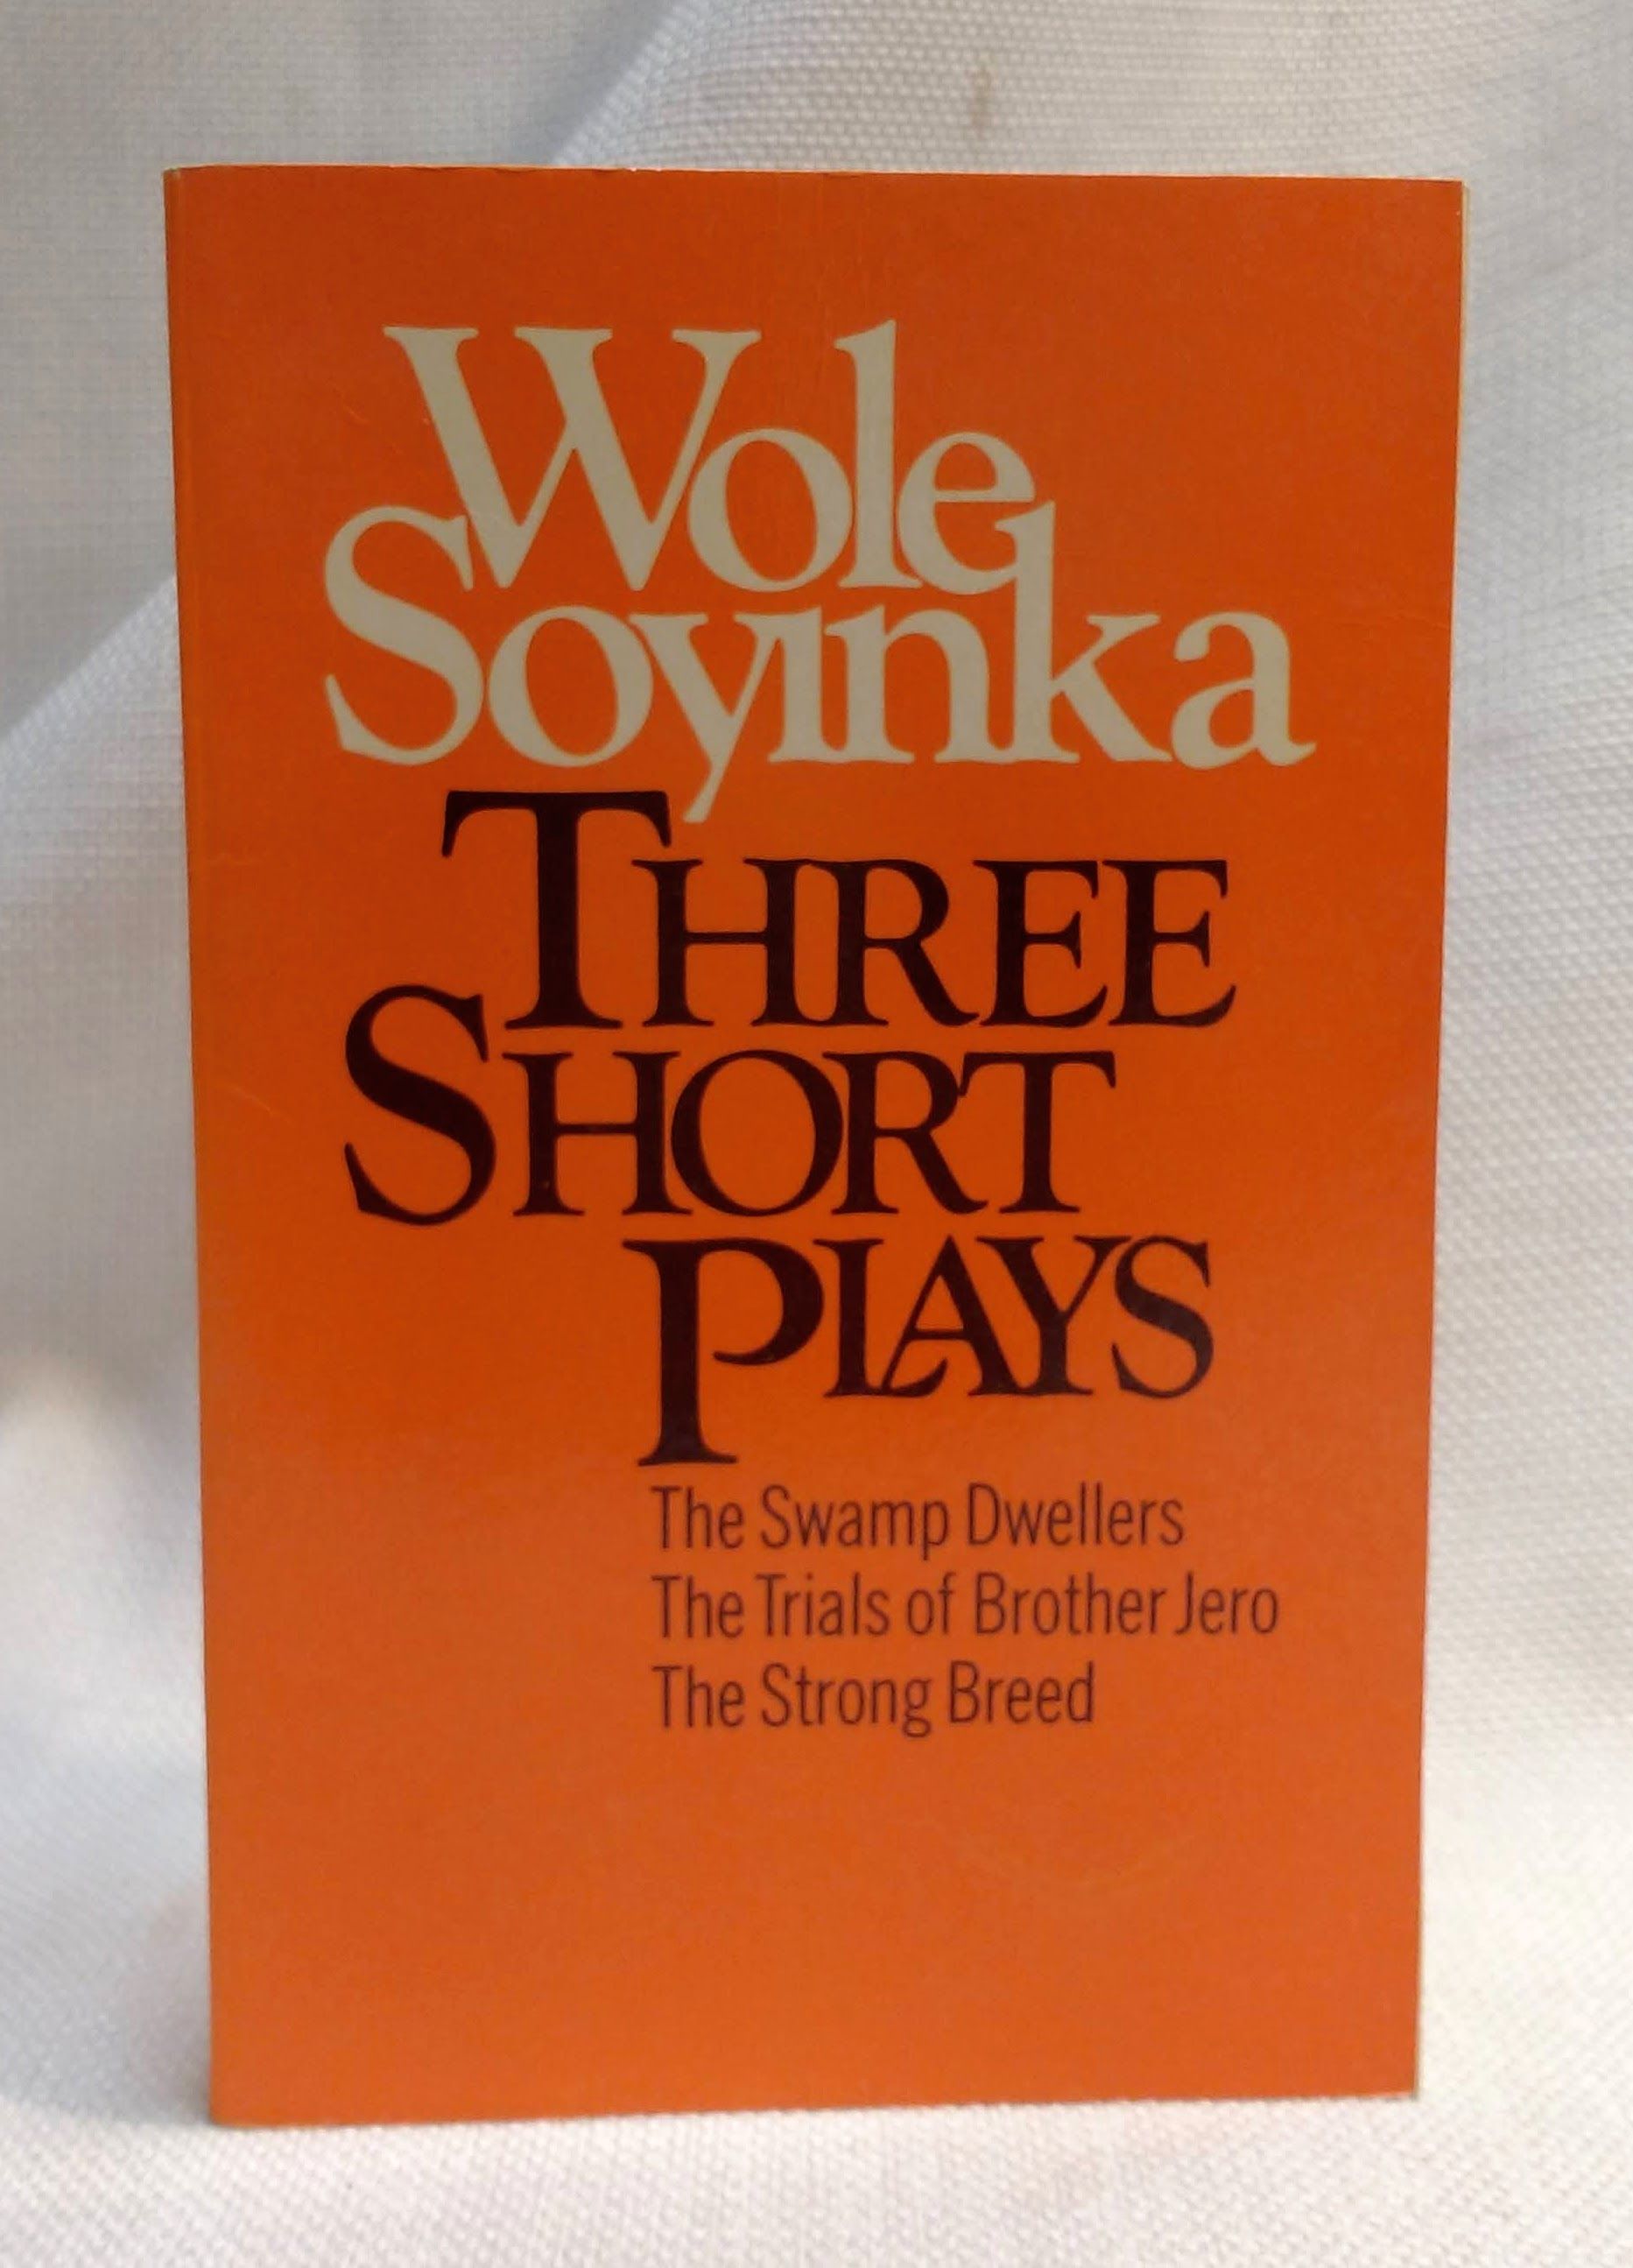 Wole
Soyinka
THREE
SHORT
PLAYS
The Swamp Dwellers
The Trials of Brother Jero
The Strong Breed